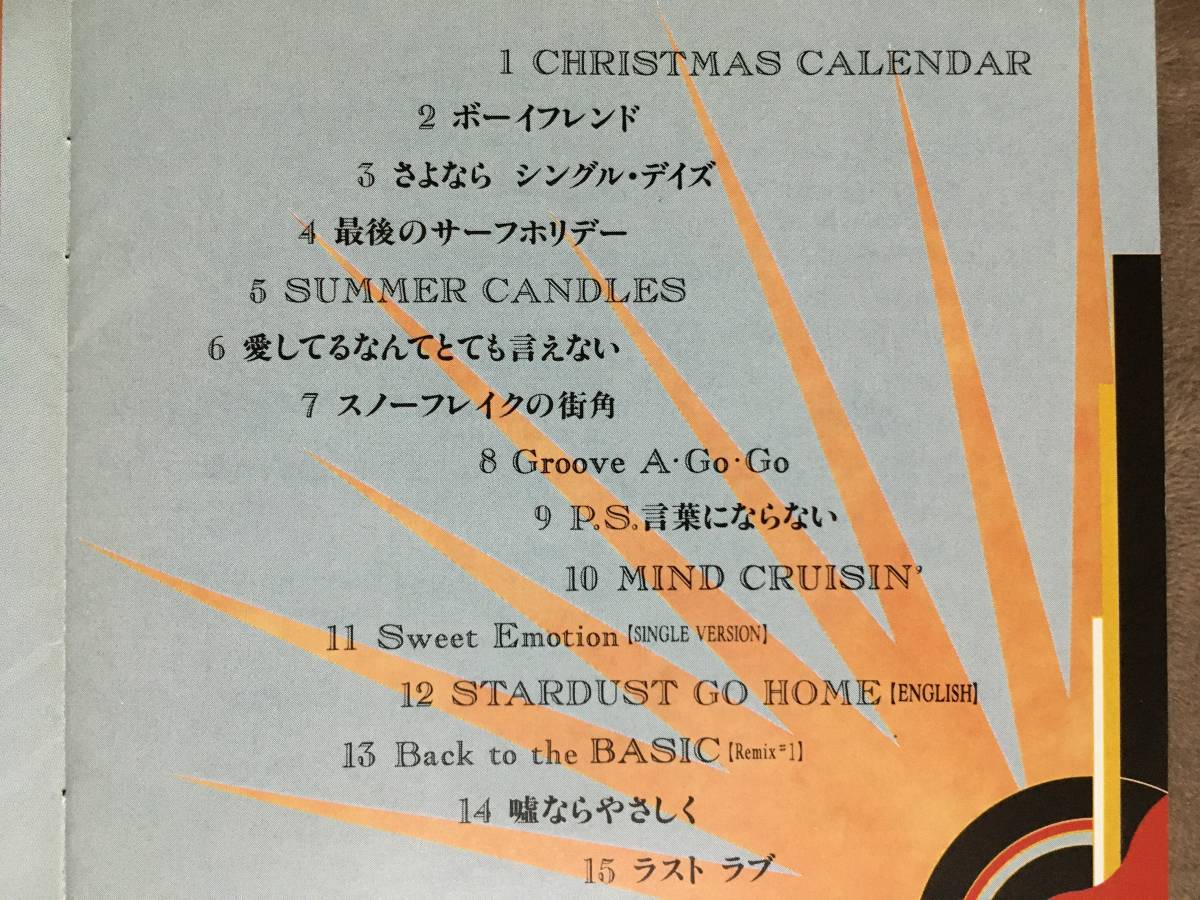 1 CHRISTMAS CALENDAR
2 ボーイフレンド
3 さよなら シングル・デイズ
4 最後のサーフホリデー
5 SUMMER CANDLES
6 愛してるなんてとても言えない
7 スノーフレイクの街角
8 Groove A・Go・Go
9 P.S.言葉にならない
10 MIND CRUISIN'
11 Sweet Emotion【SINGLE VERSION】
12 STARDUST GO HOME【ENGLISH】
13 Back to the BASIC【Remix#1】
14 嘘ならやさしく
15 ラスト ラブ